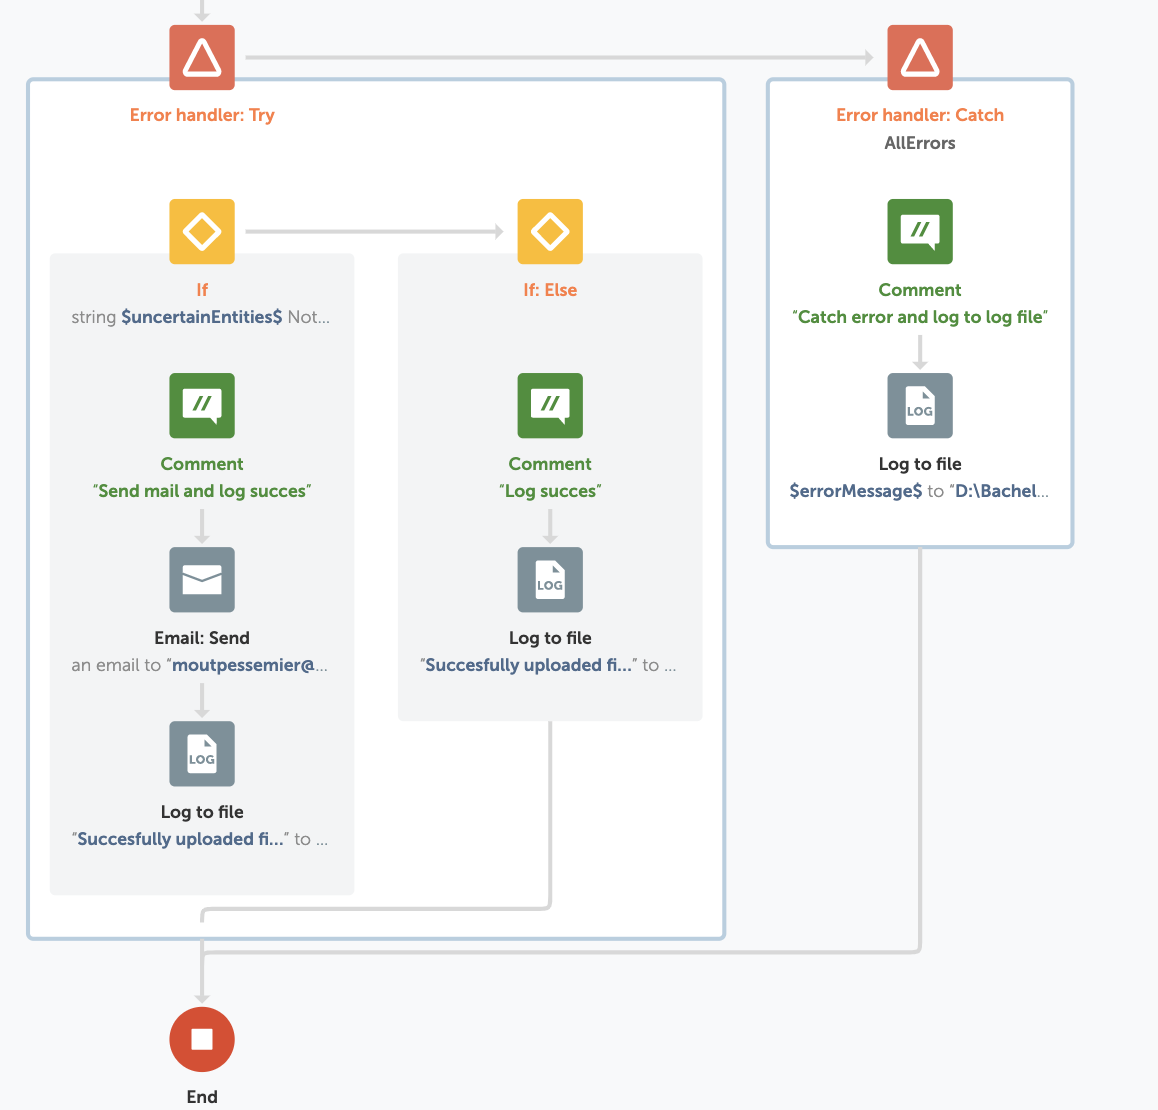 Error handler: Try
Error handler: Catch
AllErrors
If
string $uncertainEntities$ Not...
If: Else
//
Comment
“Catch error and log to log file”
//
Comment
“Send mail and log succes”
//
Comment
“Log succes”
LOG
Log to file
$errorMessage$ to “D:\Bachel...
Email: Send
an email to “moutpessemier@...
LOG
Log to file
“Succesfully uploaded fi...” to ...
LOG
Log to file
“Succesfully uploaded fi...” to ...
End